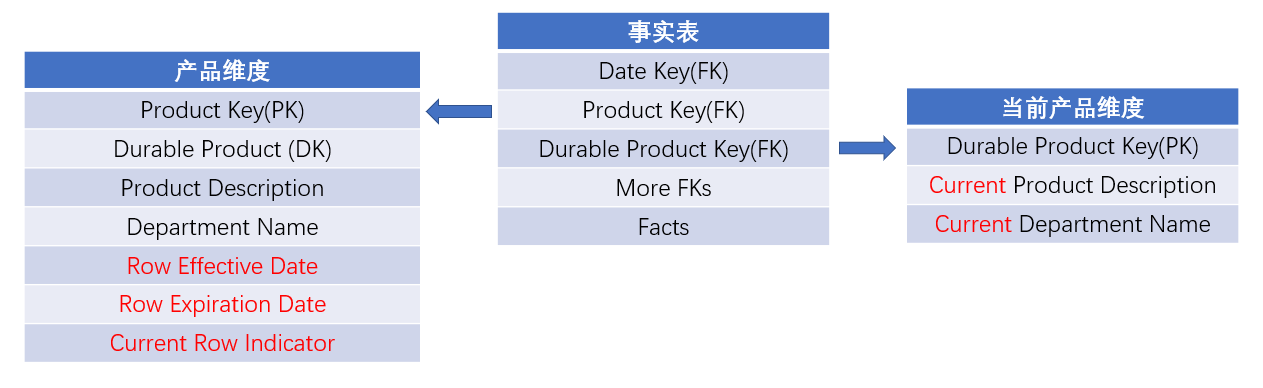 产品维度
Product Key(PK)
Durable Product (DK)
Product Description
Department Name
Row Effective Date
Row Expiration Date
Current Row Indicator
事实表
Date Key(FK)
Product Key(FK)
Durable Product Key(FK)
More FKs
Facts
当前产品维度
Durable Product Key(PK)
Current Product Description
Current Department Name